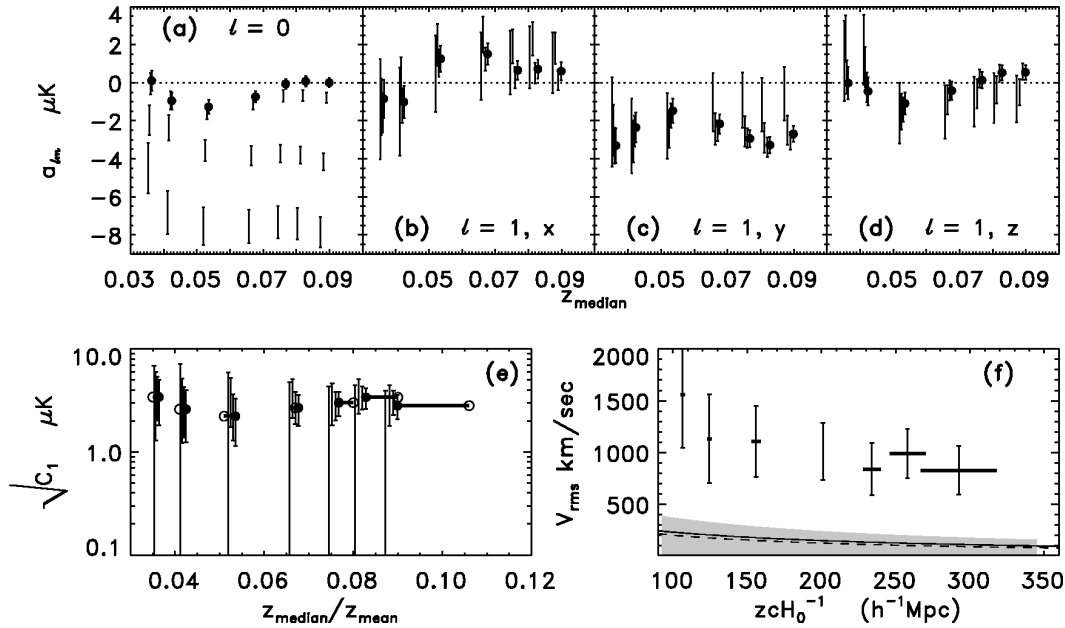 4
2
0
−2
−4
−6
−8
a_ℓm, μK
(a) ℓ = 0
(b) ℓ = 1, x
(c) ℓ = 1, y
(d) ℓ = 1, z
0.03 0.05 0.07 0.09
0.05 0.07 0.09
0.05 0.07 0.09
0.05 0.07 0.09
z_median
10.0
1.0
0.1
√C₁ μK
(e)
0.04 0.06 0.08 0.10 0.12
z_median/z_mean
2000
1500
1000
500
V_rms km/sec
(f)
100 150 200 250 300 350
zcH₀⁻¹ (h⁻¹Mpc)